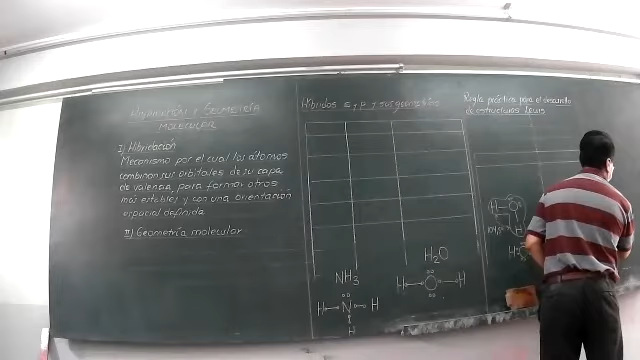 HIBRIDACIÓN Y GEOMETRÍA
MOLECULAR
I) Hibridación
Mecanismo por el cual los átomos
combinan sus orbitales de su capa
de valencia, para formar otros
más estables y con una orientación
espacial definida
II) Geometría molecular
Híbridos s y p y sus geometrías
NH₃
H N H
H
H₂O
H O H
Regla práctica para el desarrollo
de estructuras Lewis
H O
H